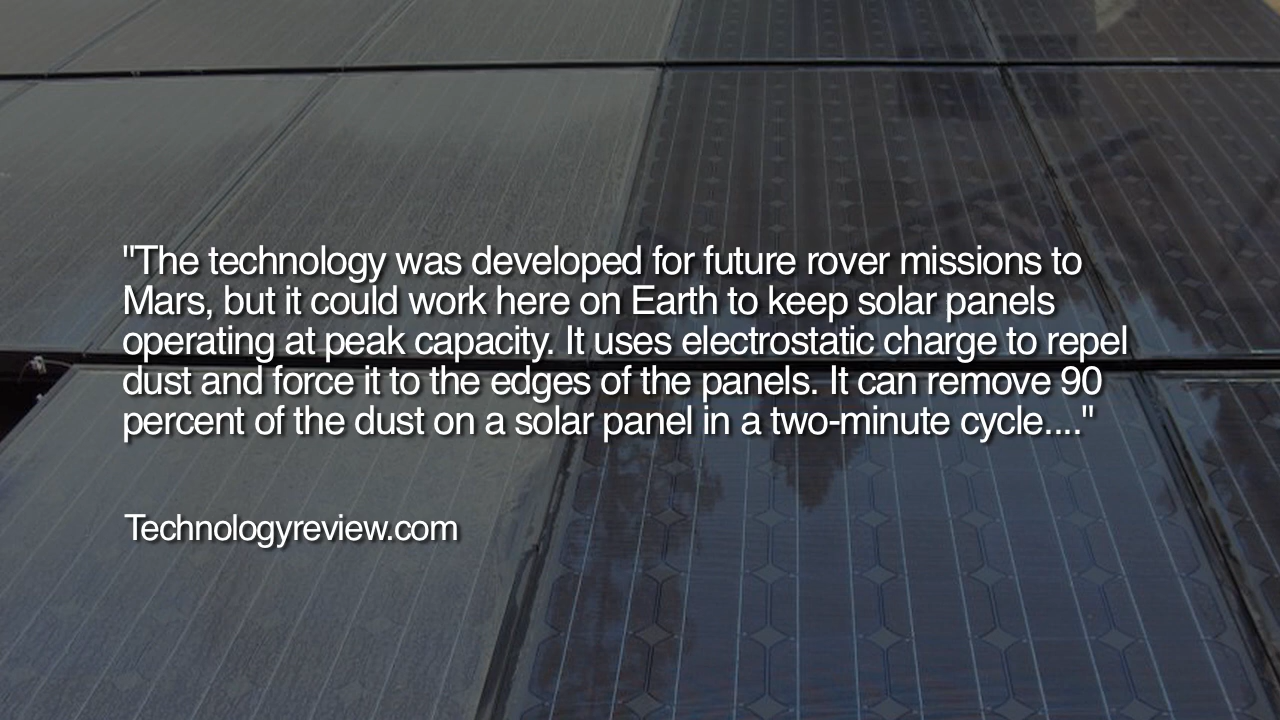 "The technology was developed for future rover missions to
Mars, but it could work here on Earth to keep solar panels
operating at peak capacity. It uses electrostatic charge to repel
dust and force it to the edges of the panels. It can remove 90
percent of the dust on a solar panel in a two-minute cycle...."
Technologyreview.com